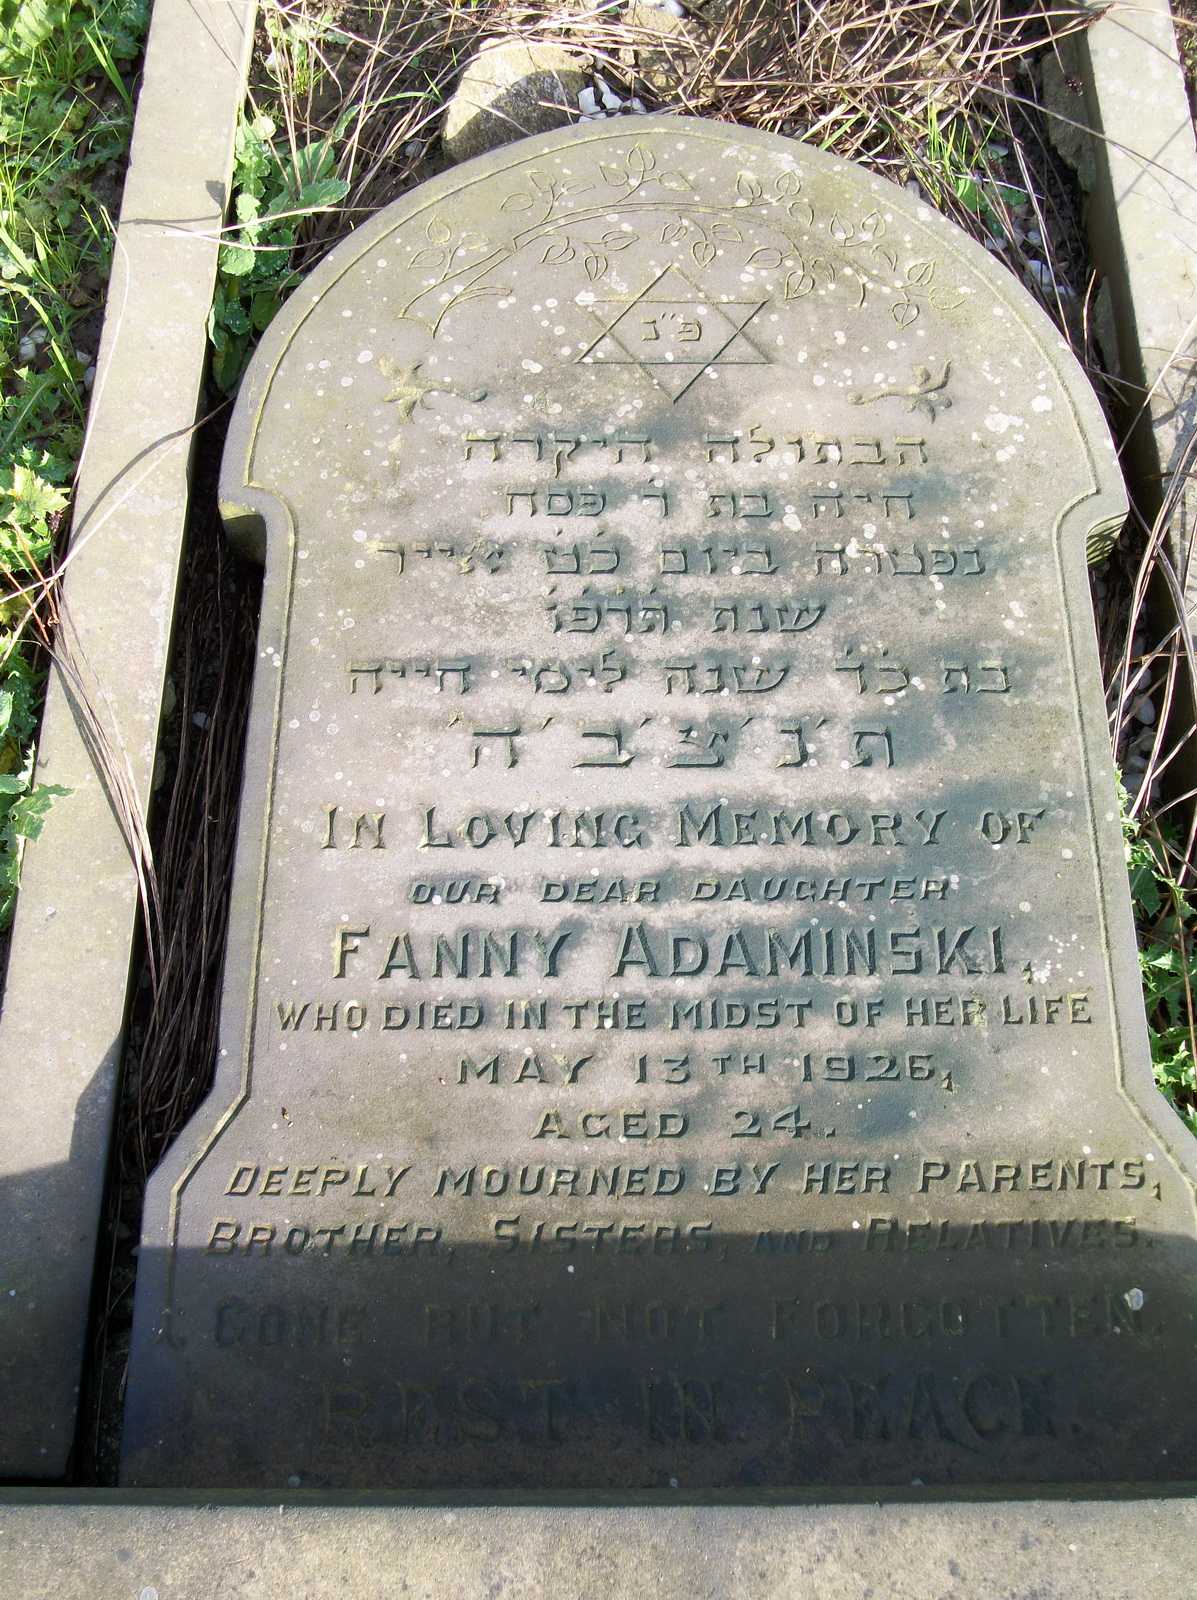 פ״נ
הבתולה היקרה
חיה בת ר' פסח
נפטרה ביום כ׳ט׳ אייר
שנת ת׳ר׳פ׳ו׳
בת כ׳ד׳ שנה לימי חייה
ת׳נ׳צ׳ב׳ה׳
IN LOVING MEMORY OF
OUR DEAR DAUGHTER
FANNY ADAMINSKI,
WHO DIED IN THE MIDST OF HER LIFE
MAY 13TH 1926,
AGED 24.
DEEPLY MOURNED BY HER PARENTS,
BROTHER, SISTERS, AND RELATIVES.
GONE BUT NOT FORGOTTEN.
REST IN PEACE.